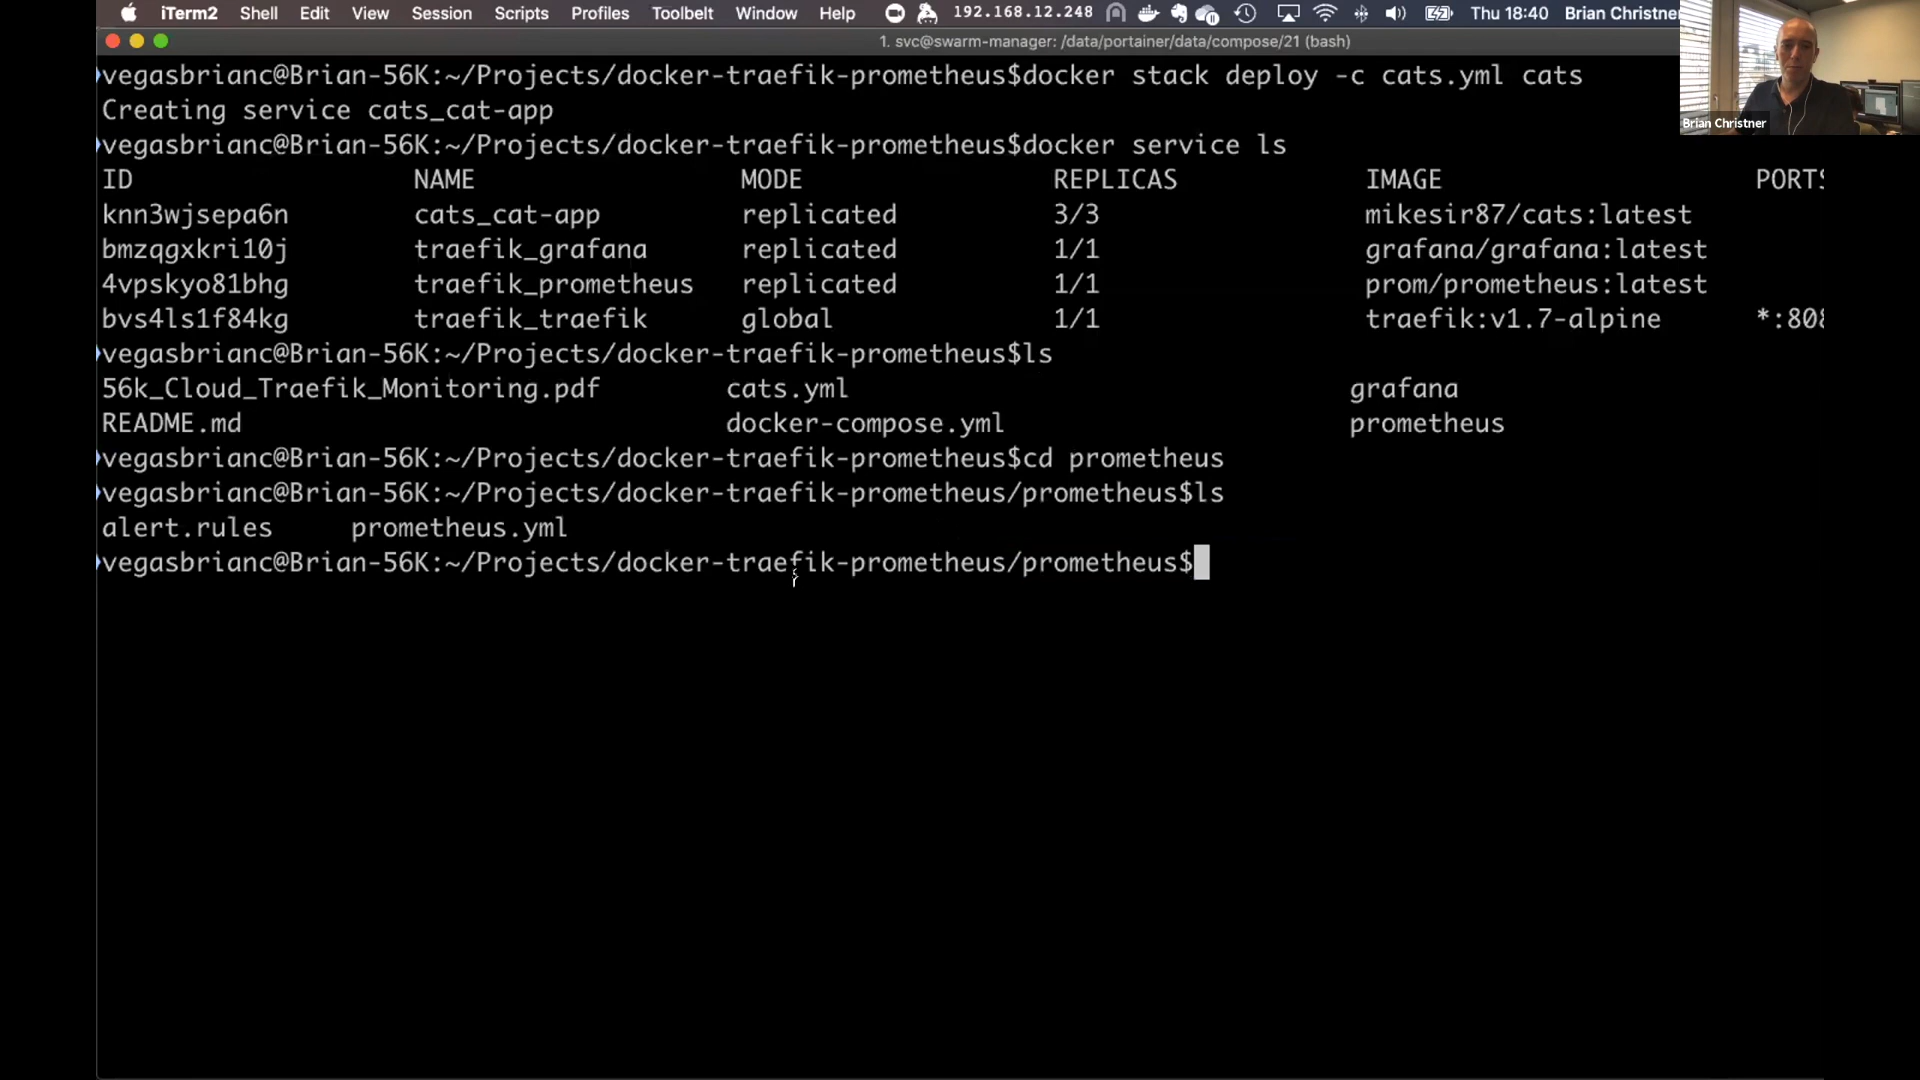 iTerm2 Shell Edit View Session Scripts Profiles Toolbelt Window Help 192.168.12.248 Thu 18:40 Brian Christner
1. svc@swarm-manager: /data/portainer/data/compose/21 (bash)
Brian Christner
vegasbrianc@Brian-56K:~/Projects/docker-traefik-prometheus$docker stack deploy -c cats.yml cats
Creating service cats_cat-app
vegasbrianc@Brian-56K:~/Projects/docker-traefik-prometheus$docker service ls
ID NAME MODE REPLICAS IMAGE PORTS
knn3wjsepa6n cats_cat-app replicated 3/3 mikesir87/cats:latest
bmzqgxkri10j traefik_grafana replicated 1/1 grafana/grafana:latest
4vpskyo81bhg traefik_prometheus replicated 1/1 prom/prometheus:latest
bvs4ls1f84kg traefik_traefik global 1/1 traefik:v1.7-alpine *:808
vegasbrianc@Brian-56K:~/Projects/docker-traefik-prometheus$ls
56k_Cloud_Traefik_Monitoring.pdf cats.yml grafana
README.md docker-compose.yml prometheus
vegasbrianc@Brian-56K:~/Projects/docker-traefik-prometheus$cd prometheus
vegasbrianc@Brian-56K:~/Projects/docker-traefik-prometheus/prometheus$ls
alert.rules prometheus.yml
vegasbrianc@Brian-56K:~/Projects/docker-traefik-prometheus/prometheus$